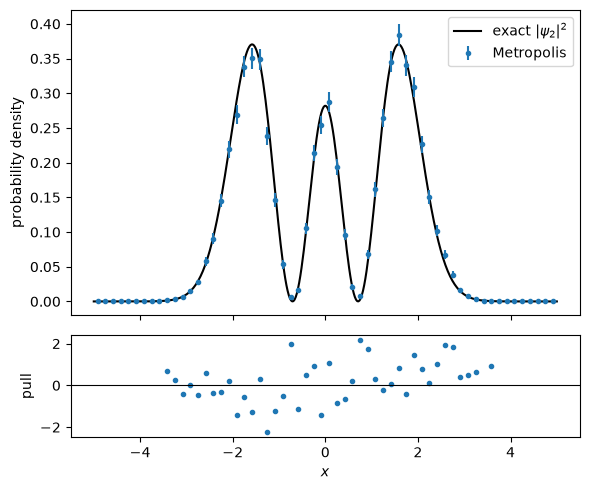 0.40
0.35
0.30
0.25
0.20
0.15
0.10
0.05
0.00
probability density
exact |ψ₂|²
Metropolis
2
0
−2
pull
−4 −2 0 2 4
x